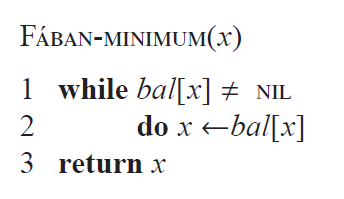 FÁBAN-MINIMUM(x)
1 while bal[x] ≠ NIL
2 do x ←bal[x]
3 return x